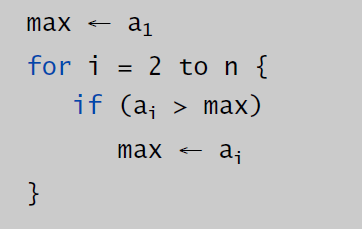 max ← a₁
for i = 2 to n {
if (aᵢ > max)
max ← aᵢ
}